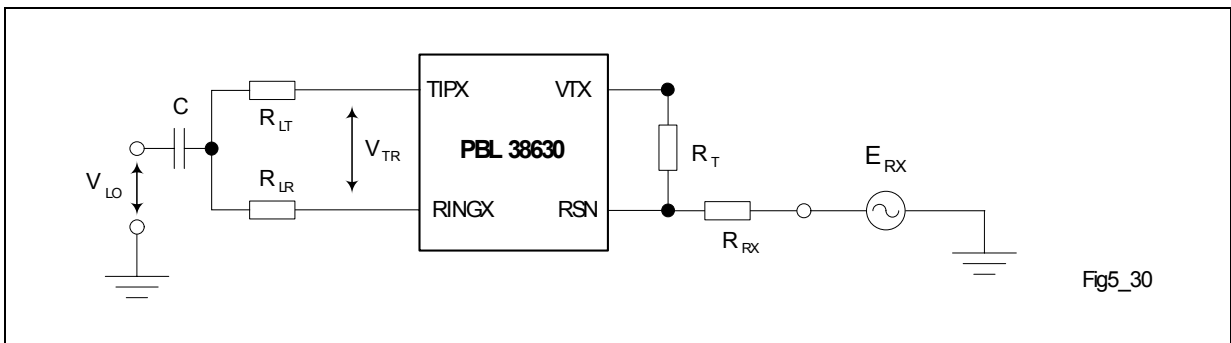 TIPX
VTX
C
R LT
PBL 38630
V TR
R T
E RX
V LO
R LR
RINGX
RSN
R RX
Fig5_30